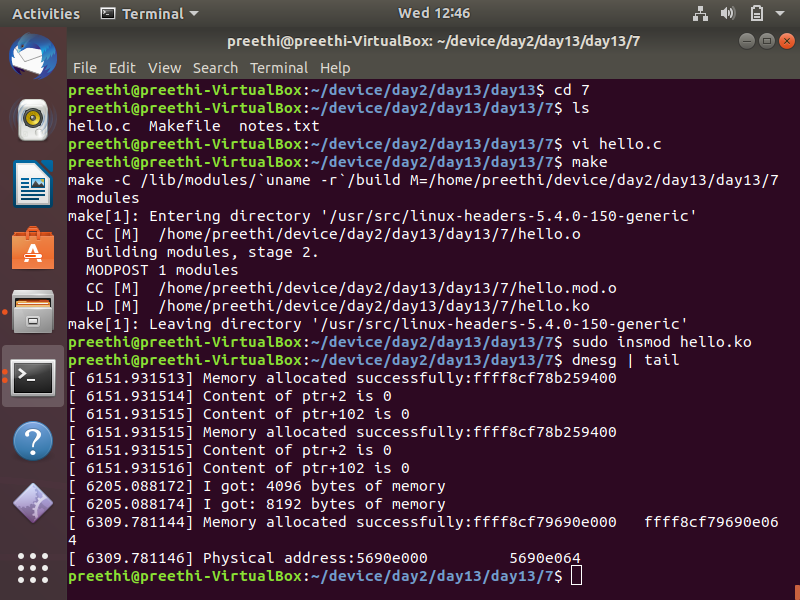 Activities Terminal Wed 12:46
preethi@preethi-VirtualBox: ~/device/day2/day13/day13/7
File Edit View Search Terminal Help
preethi@preethi-VirtualBox:~/device/day2/day13/day13$ cd 7
preethi@preethi-VirtualBox:~/device/day2/day13/day13/7$ ls
hello.c  Makefile  notes.txt
preethi@preethi-VirtualBox:~/device/day2/day13/day13/7$ vi hello.c
preethi@preethi-VirtualBox:~/device/day2/day13/day13/7$ make
make -C /lib/modules/`uname -r`/build M=/home/preethi/device/day2/day13/day13/7
 modules
make[1]: Entering directory '/usr/src/linux-headers-5.4.0-150-generic'
  CC [M]  /home/preethi/device/day2/day13/day13/7/hello.o
  Building modules, stage 2.
  MODPOST 1 modules
  CC [M]  /home/preethi/device/day2/day13/day13/7/hello.mod.o
  LD [M]  /home/preethi/device/day2/day13/day13/7/hello.ko
make[1]: Leaving directory '/usr/src/linux-headers-5.4.0-150-generic'
preethi@preethi-VirtualBox:~/device/day2/day13/day13/7$ sudo insmod hello.ko
preethi@preethi-VirtualBox:~/device/day2/day13/day13/7$ dmesg | tail
[ 6151.931513] Memory allocated successfully:ffff8cf78b259400
[ 6151.931514] Content of ptr+2 is 0
[ 6151.931515] Content of ptr+102 is 0
[ 6151.931515] Memory allocated successfully:ffff8cf78b259400
[ 6151.931515] Content of ptr+2 is 0
[ 6151.931516] Content of ptr+102 is 0
[ 6205.088172] I got: 4096 bytes of memory
[ 6205.088174] I got: 8192 bytes of memory
[ 6309.781144] Memory allocated successfully:ffff8cf79690e000   ffff8cf79690e06
4
[ 6309.781146] Physical address:5690e000         5690e064
preethi@preethi-VirtualBox:~/device/day2/day13/day13/7$